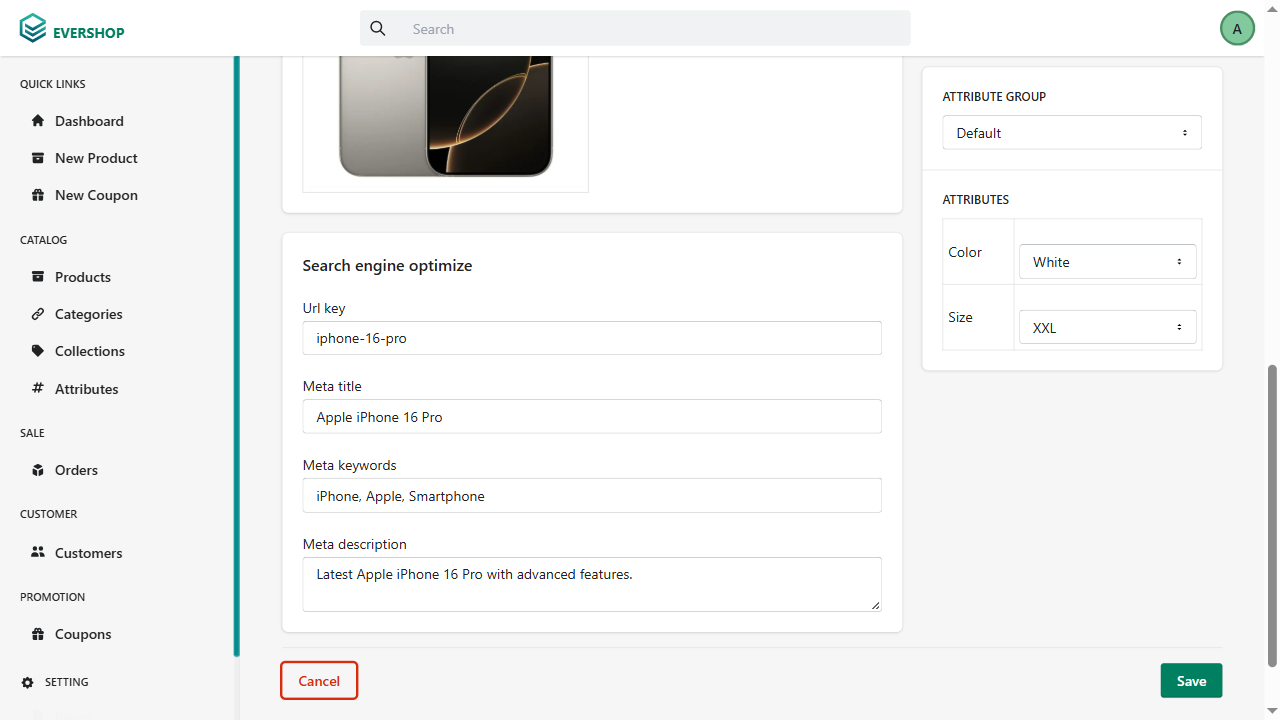 EVERSHOP
Search
A
QUICK LINKS
Dashboard
New Product
New Coupon
CATALOG
Products
Categories
Collections
Attributes
SALE
Orders
CUSTOMER
Customers
PROMOTION
Coupons
SETTING
Search engine optimize
Url key
iphone-16-pro
Meta title
Apple iPhone 16 Pro
Meta keywords
iPhone, Apple, Smartphone
Meta description
Latest Apple iPhone 16 Pro with advanced features.
Cancel
Save
ATTRIBUTE GROUP
Default
ATTRIBUTES
Color
White
Size
XXL